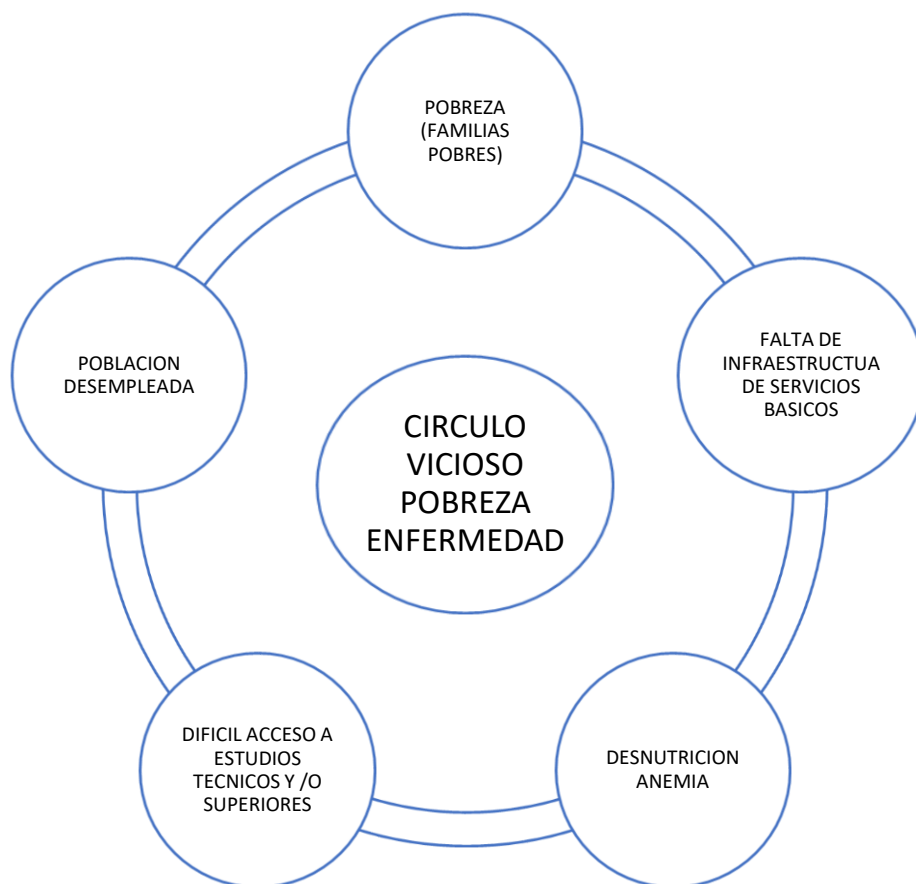 POBREZA
(FAMILIAS
POBRES)
FALTA DE
INFRAESTRUCTUA
DE SERVICIOS
BASICOS
DESNUTRICION
ANEMIA
DIFICIL ACCESO A
ESTUDIOS
TECNICOS Y /O
SUPERIORES
POBLACION
DESEMPLEADA
CIRCULO
VICIOSO
POBREZA
ENFERMEDAD